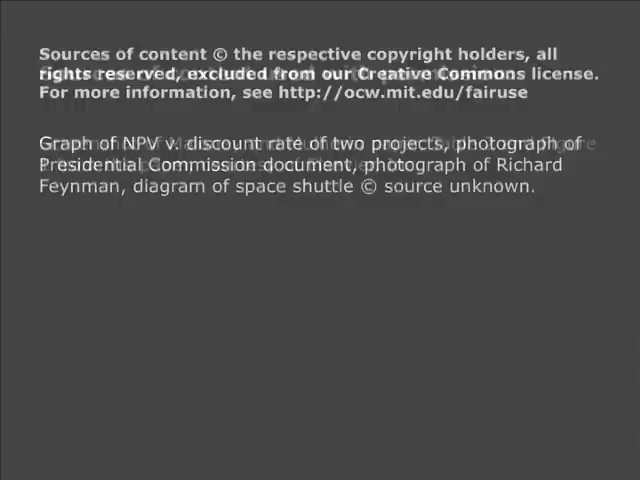 Sources of content © the respective copyright holders, all
rights reserved, excluded from our Creative Commons license.
For more information, see http://ocw.mit.edu/fairuse
Graph of NPV v. discount rate of two projects, photograph of
Presidential Commission document, photograph of Richard
Feynman, diagram of space shuttle © source unknown.